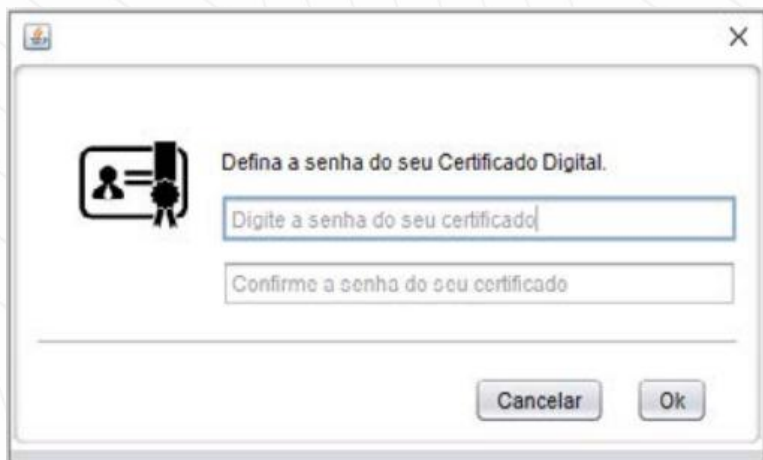 Defina a senha do seu Certificado Digital.
Digite a senha do seu certificado
Confirme a senha do seu certificado
Cancelar Ok